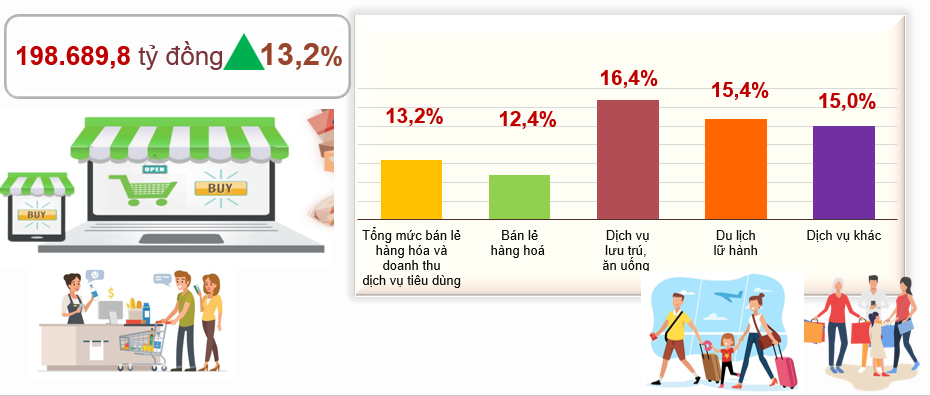 198.689,8 tỷ đồng 13,2%
OPEN
BUY
BUY
$
13,2%
12,4%
16,4%
15,4%
15,0%
Tổng mức bán lẻ
hàng hóa và
doanh thu
dịch vụ tiêu dùng
Bán lẻ
hàng hoá
Dịch vụ
lưu trú,
ăn uống
Du lịch
lữ hành
Dịch vụ khác